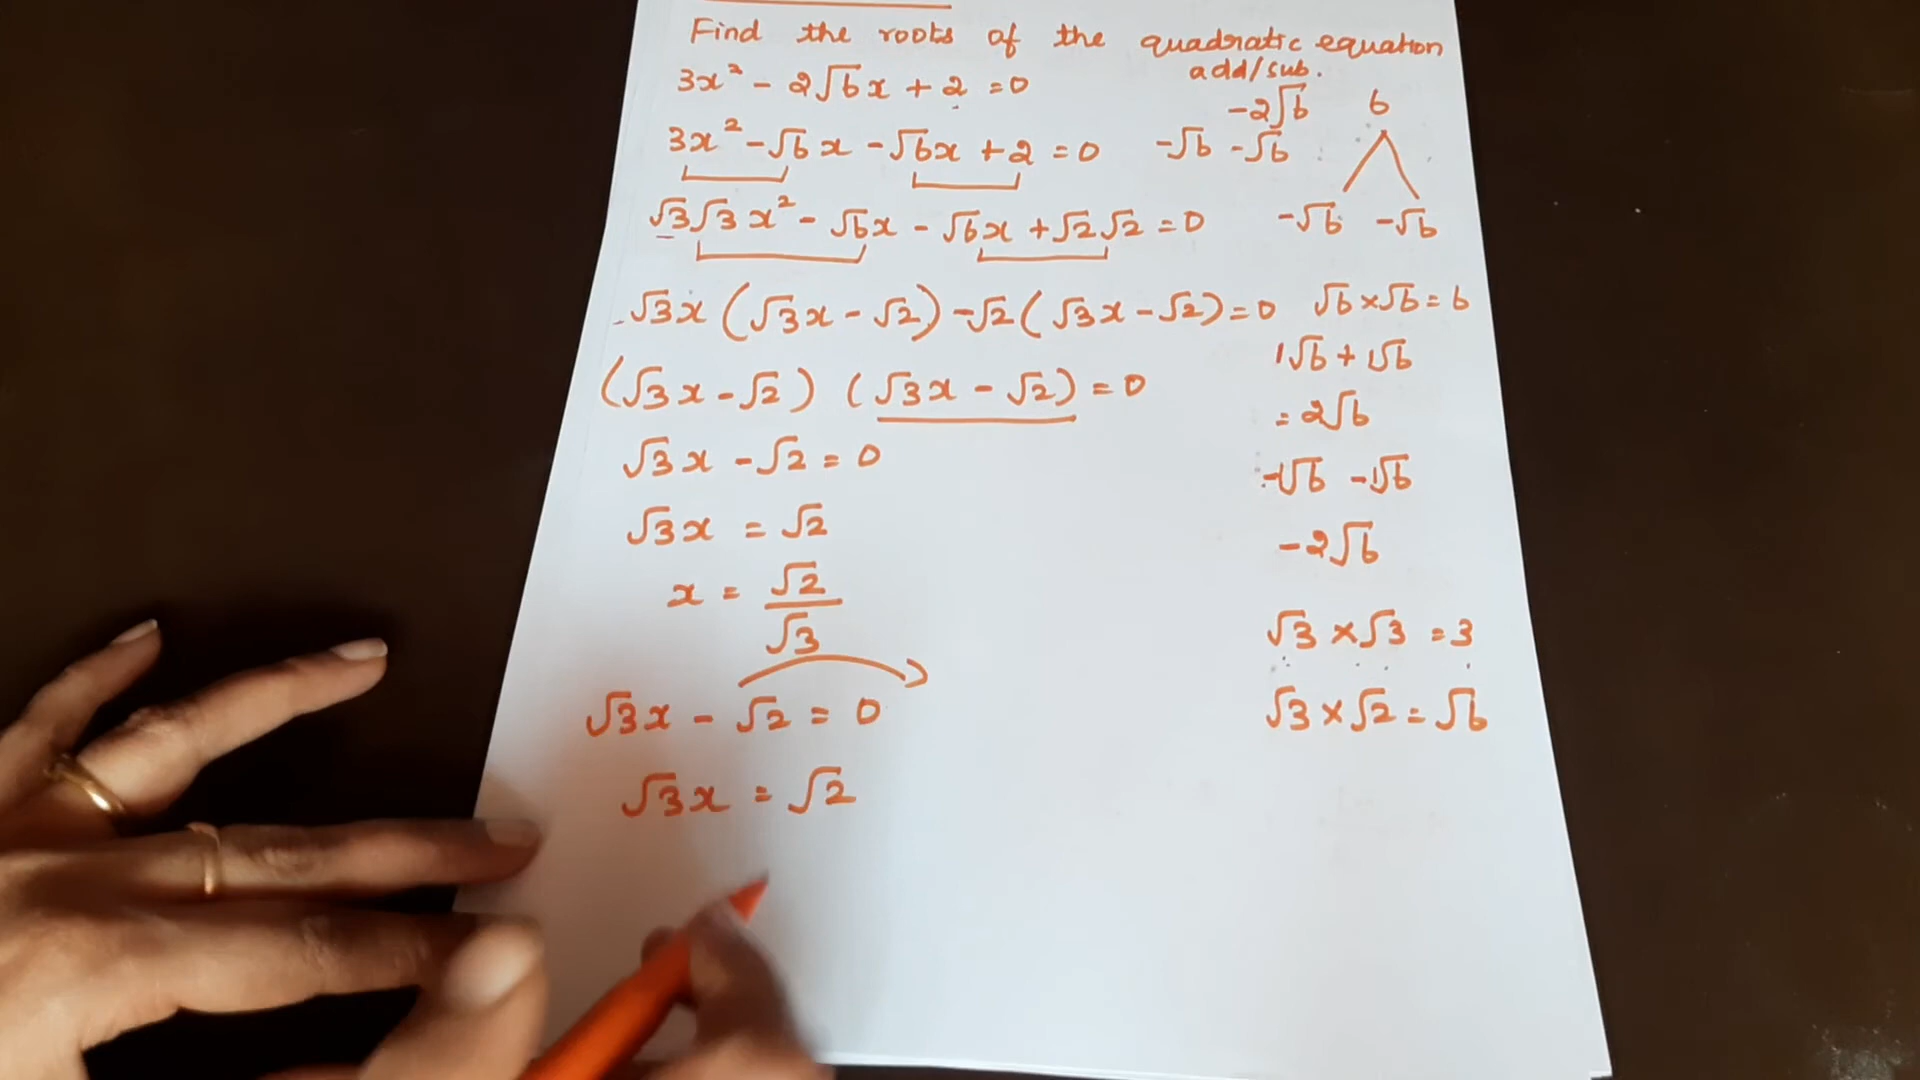 Find the roots of the quadratic equation
3x² - 2√6x + 2 = 0
add/sub.
-2√6 6
3x² - √6x - √6x + 2 = 0
-√6 -√6
√3√3x² - √6x - √6x + √2√2 = 0
-√6 -√6
√3x (√3x - √2) -√2 (√3x - √2) = 0
√6 × √6 = 6
(√3x - √2) (√3x - √2) = 0
1√6 + 1√6
= 2√6
√3x - √2 = 0
-1√6 -1√6
√3x = √2
-2√6
x = √2/√3
√3 × √3 = 3
√3x - √2 = 0
√3 × √2 = √6
√3x = √2